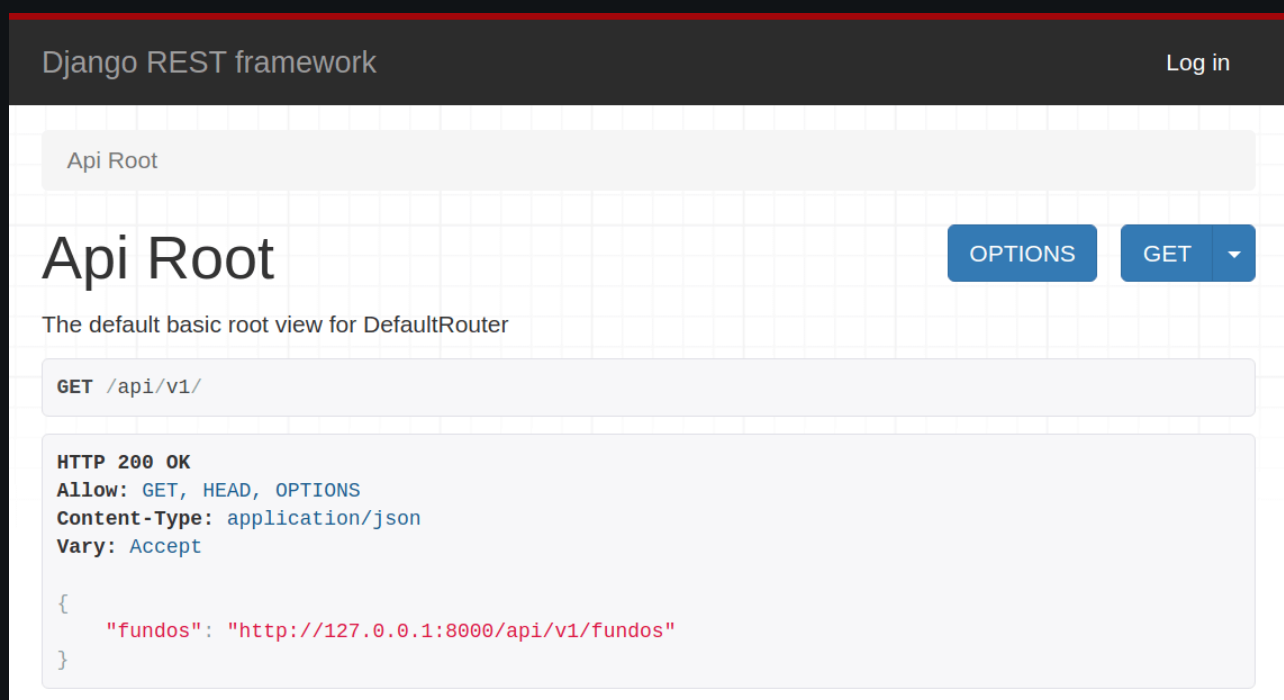 Django REST framework
Log in
Api Root
Api Root
OPTIONS
GET
The default basic root view for DefaultRouter
GET /api/v1/
HTTP 200 OK
Allow: GET, HEAD, OPTIONS
Content-Type: application/json
Vary: Accept
{
"fundos": "http://127.0.0.1:8000/api/v1/fundos"
}